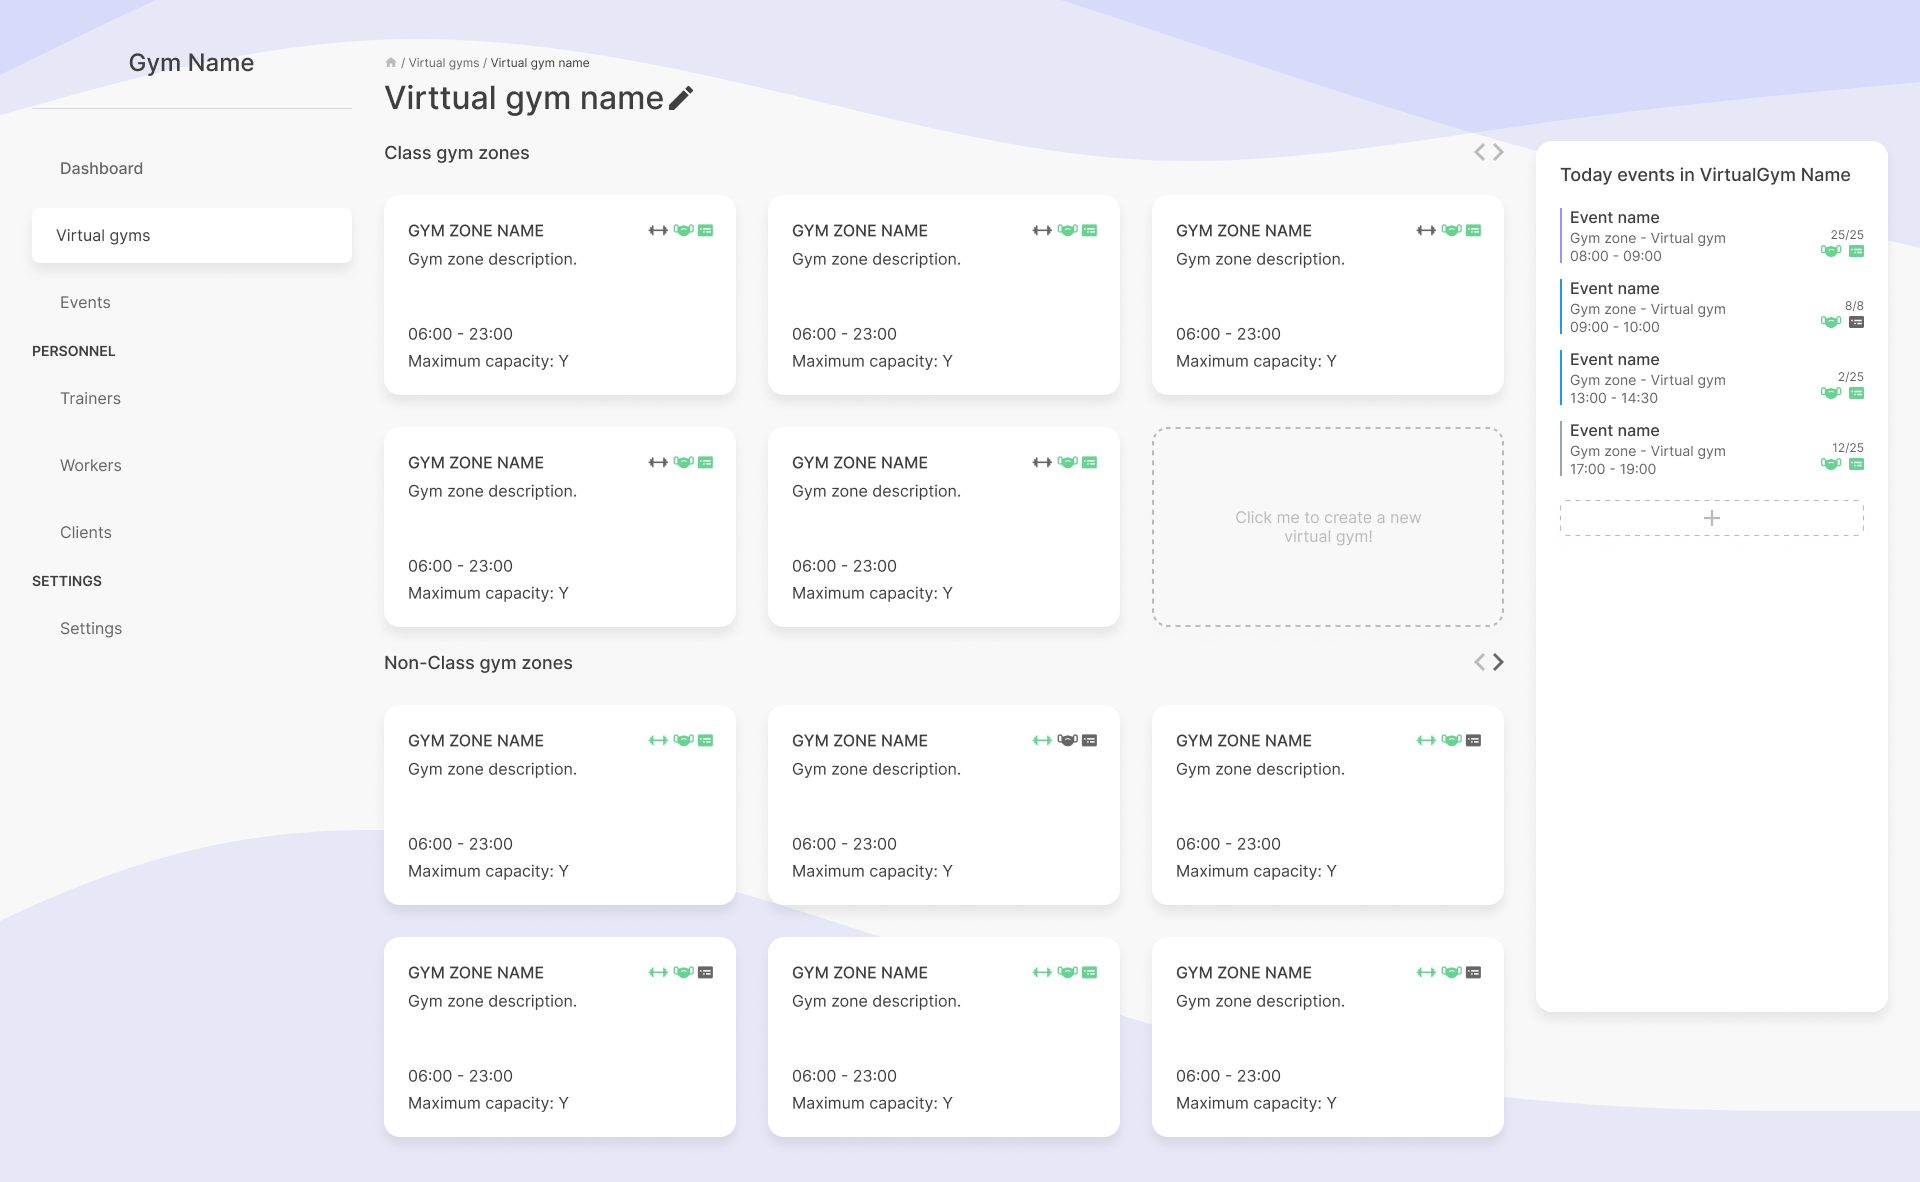 Gym Name
Dashboard
Virtual gyms
Events
PERSONNEL
Trainers
Workers
Clients
SETTINGS
Settings
/ Virtual gyms / Virtual gym name
Virttual gym name
Class gym zones
GYM ZONE NAME
Gym zone description.
06:00 - 23:00
Maximum capacity: Y
GYM ZONE NAME
Gym zone description.
06:00 - 23:00
Maximum capacity: Y
GYM ZONE NAME
Gym zone description.
06:00 - 23:00
Maximum capacity: Y
GYM ZONE NAME
Gym zone description.
06:00 - 23:00
Maximum capacity: Y
GYM ZONE NAME
Gym zone description.
06:00 - 23:00
Maximum capacity: Y
Click me to create a new
virtual gym!
Non-Class gym zones
GYM ZONE NAME
Gym zone description.
06:00 - 23:00
Maximum capacity: Y
GYM ZONE NAME
Gym zone description.
06:00 - 23:00
Maximum capacity: Y
GYM ZONE NAME
Gym zone description.
06:00 - 23:00
Maximum capacity: Y
GYM ZONE NAME
Gym zone description.
06:00 - 23:00
Maximum capacity: Y
GYM ZONE NAME
Gym zone description.
06:00 - 23:00
Maximum capacity: Y
GYM ZONE NAME
Gym zone description.
06:00 - 23:00
Maximum capacity: Y
Today events in VirtualGym Name
Event name
Gym zone - Virtual gym
25/25
08:00 - 09:00
Event name
Gym zone - Virtual gym
8/8
09:00 - 10:00
Event name
Gym zone - Virtual gym
2/25
13:00 - 14:30
Event name
Gym zone - Virtual gym
12/25
17:00 - 19:00